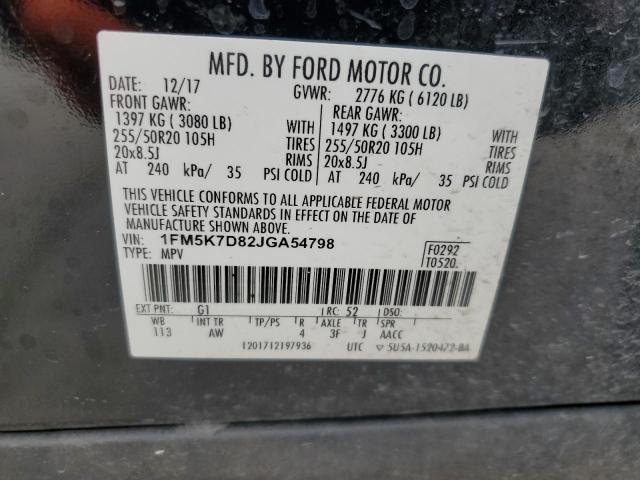 MFD. BY FORD MOTOR CO.
DATE: 12/17 GVWR: 2776 KG ( 6120 LB)
FRONT GAWR: REAR GAWR:
1397 KG ( 3080 LB) WITH 1497 KG ( 3300 LB) WITH
255/50R20 105H TIRES 255/50R20 105H TIRES
20x8.5J RIMS 20x8.5J RIMS
AT 240 kPa/ 35 PSI COLD AT 240 kPa/ 35 PSI COLD
THIS VEHICLE CONFORMS TO ALL APPLICABLE FEDERAL MOTOR
VEHICLE SAFETY STANDARDS IN EFFECT ON THE DATE OF
MANUFACTURE SHOWN ABOVE.
VIN: 1FM5K7D82JGA54798 F0292
TYPE: MPV T0520
EXT PNT: G1 RC: 52 DSO:
WB INT TR TP/PS R AXLE TR SPR
113 AW 4 3F J AACC
1201712197936 UTC ▽ 5U5A-1520472-BA